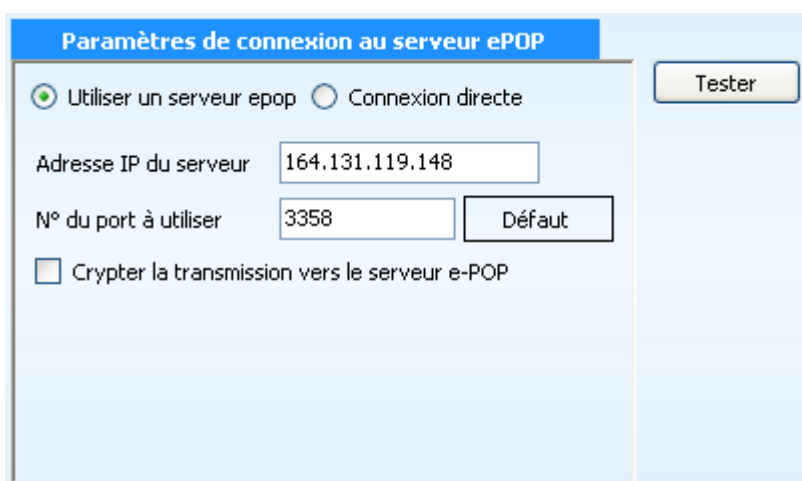 Paramètres de connexion au serveur ePOP
Tester
Utiliser un serveur epop Connexion directe
Adresse IP du serveur 164.131.119.148
N° du port à utiliser 3358 Défaut
Crypter la transmission vers le serveur e-POP